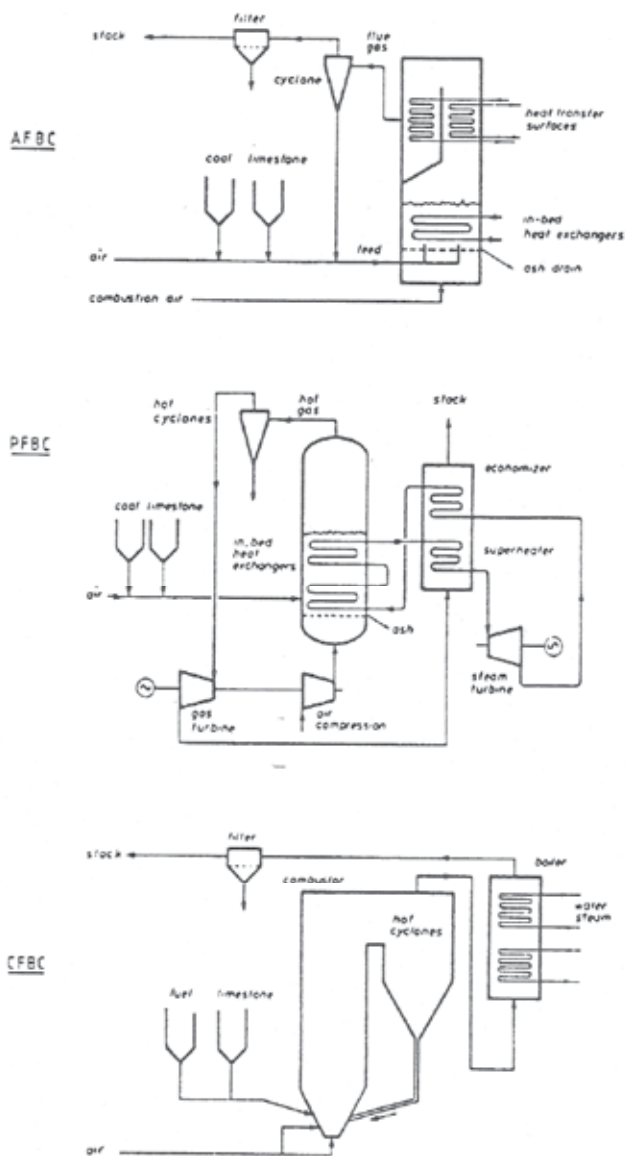 filter
stack
flue
gas
cyclone
heat transfer
surfaces
AFBC
coal limestone
in-bed
heat exchangers
air
feed
ash drain
combustion air
hot
cyclones
hot
gas
stack
PFBC
economizer
coal limestone
in-bed
heat
exchangers
superheater
air
ash
steam
turbine
gas
turbine
air
compression
filter
stack
boiler
combustor
water
steam
hot
cyclones
CFBC
fuel limestone
air